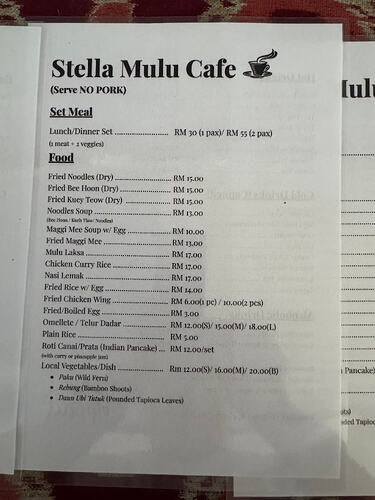 Stella Mulu Cafe
(Serve NO PORK)
Set Meal
Lunch/Dinner Set .................... RM 30 (1 pax)/ RM 55 (2 pax)
(1 meat + 2 veggies)
Food
Fried Noodles (Dry) ........................... RM 15.00
Fried Bee Hoon (Dry) ........................ RM 15.00
Fried Kuey Teow (Dry) ...................... RM 15.00
Noodles Soup .................................... RM 13.00
(Bee Hoon / Kueh Tiaw/ Noodles)
Maggi Mee Soup w/ Egg .................. RM 10.00
Fried Maggi Mee ............................... RM 13.00
Mulu Laksa ........................................ RM 17.00
Chicken Curry Rice ........................... RM 17.00
Nasi Lemak ....................................... RM 17.00
Fried Rice w/ Egg .............................. RM 14.00
Fried Chicken Wing .......................... RM 6.00(1 pc) / 10.00(2 pcs)
Fried/Boiled Egg ............................... RM 3.00
Omellete / Telur Dadar .................... RM 12.00(S)/ 15.00(M)/ 18.00(L)
Plain Rice .......................................... RM 5.00
Roti Canai/Prata (Indian Pancake) ... RM 12.00/set
(with curry or pineapple jam)
Local Vegetables/Dish ..................... Rm 12.00(S)/ 16.00(M)/ 20.00(B)
• Paku (Wild Fern)
• Rebung (Bamboo Shoots)
• Daun Ubi Tutuk (Pounded Tapioca Leaves)